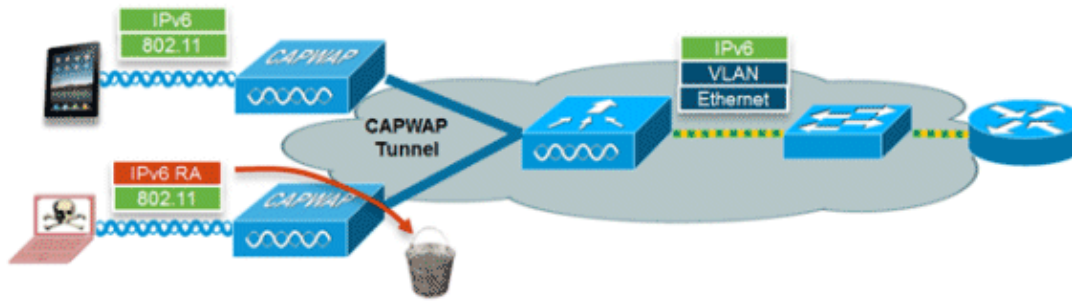 IPv6
802.11
CAPWAP
IPv6
VLAN
Ethernet
CAPWAP
Tunnel
IPv6 RA
802.11
CAPWAP